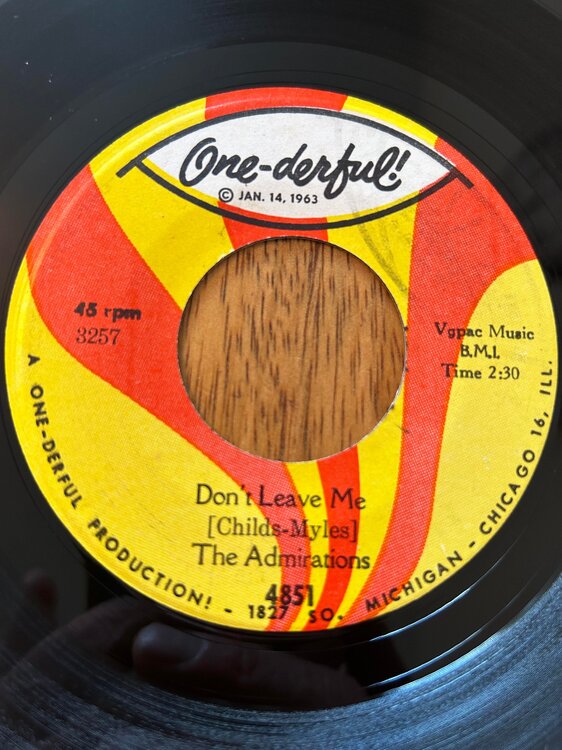 One-derful!
© JAN. 14, 1963
45 rpm
3257
Vgpac Music
B.M.I.
Time 2:30
Don't Leave Me
[Childs-Myles]
The Admirations
4851
A ONE-DERFUL PRODUCTION! - 1827 SO. MICHIGAN - CHICAGO 16, ILL.